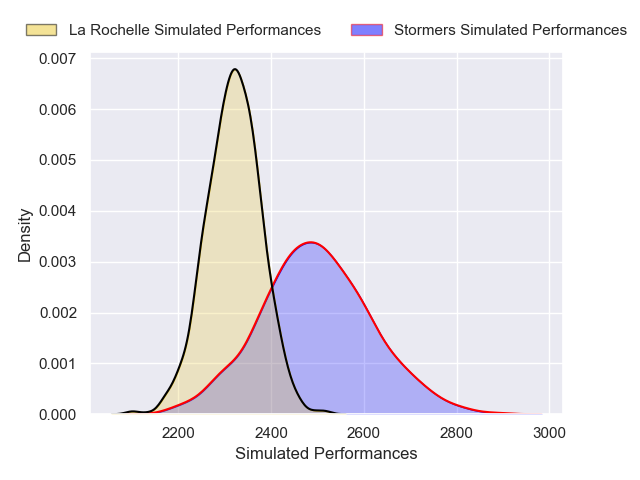 La Rochelle Simulated Performances Stormers Simulated Performances
0.007
0.006
0.005
0.004
0.003
0.002
0.001
0.000
Density
2200 2400 2600 2800 3000
Simulated Performances